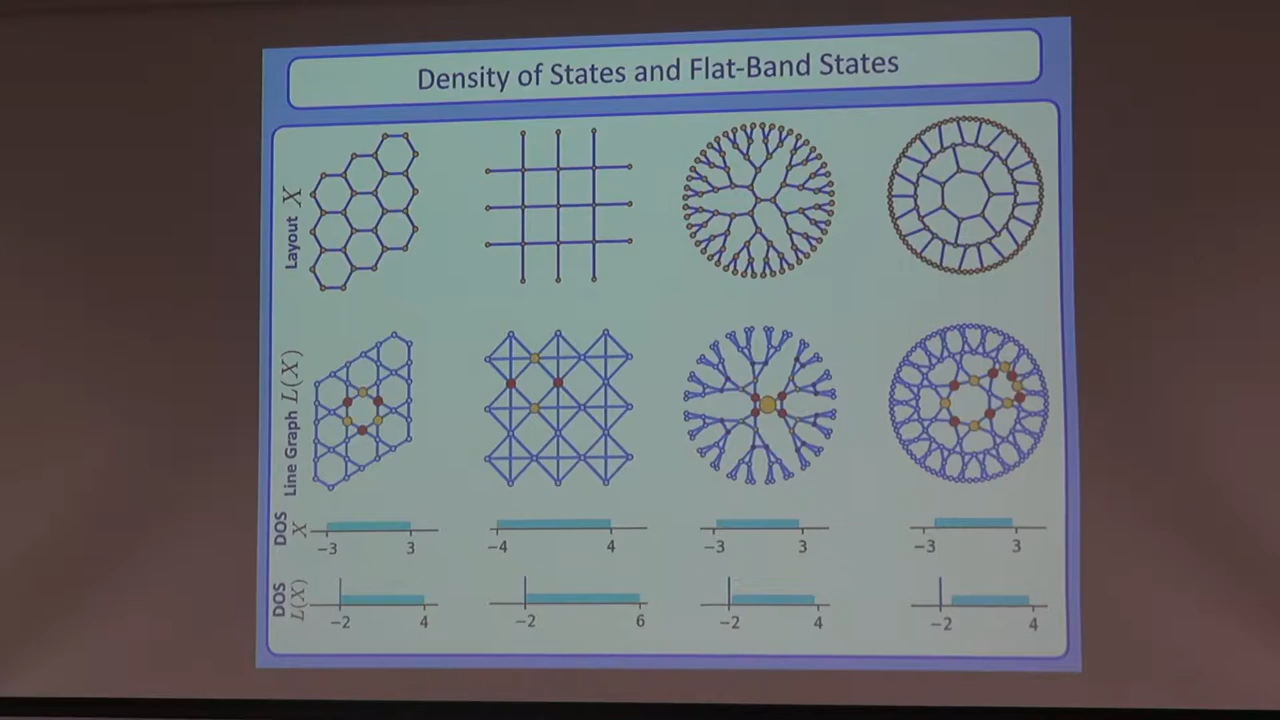 Density of States and Flat-Band States
Layout X
Line Graph L(X)
DOS
X
−3 3
−4 4
−3 3
−3 3
DOS
L(X)
−2 4
−2 6
−2 4
−2 4